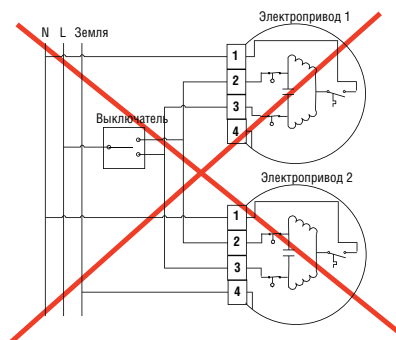 Электропривод 1
N L Земля
1
2
3
4
Выключатель
Электропривод 2
1
2
3
4